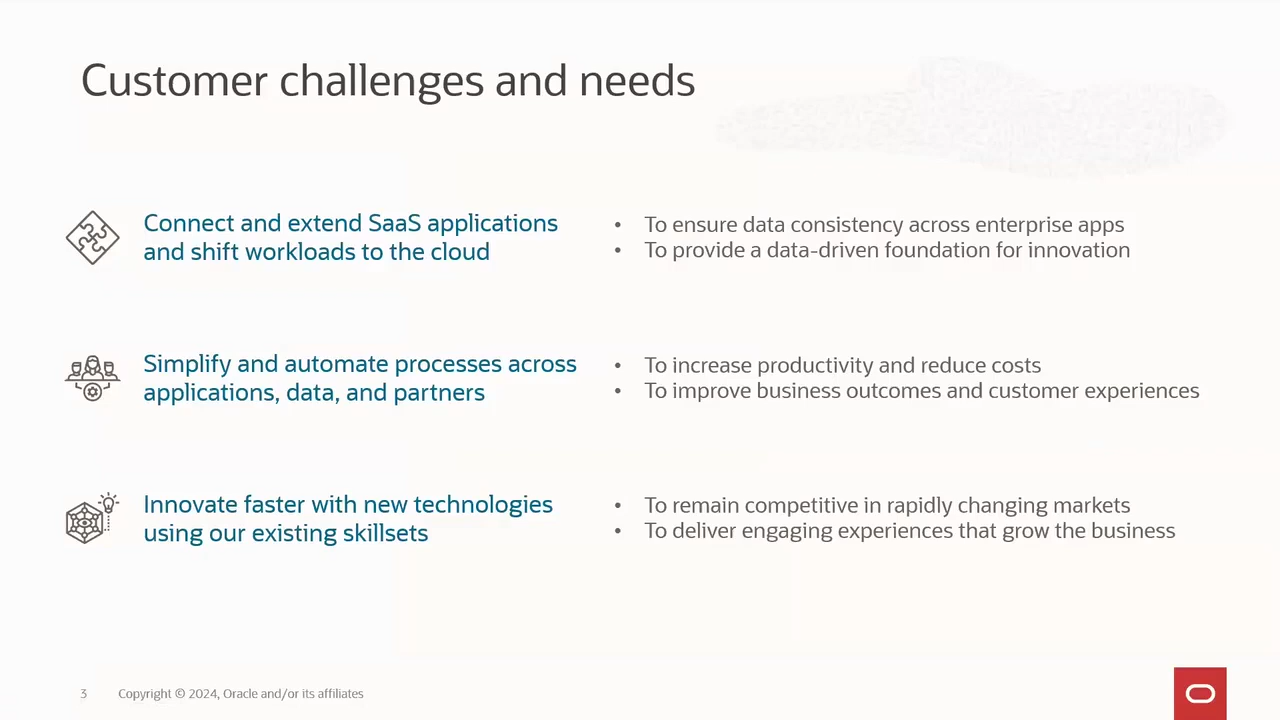 Customer challenges and needs
Connect and extend SaaS applications
and shift workloads to the cloud
• To ensure data consistency across enterprise apps
• To provide a data-driven foundation for innovation
Simplify and automate processes across
applications, data, and partners
• To increase productivity and reduce costs
• To improve business outcomes and customer experiences
Innovate faster with new technologies
using our existing skillsets
• To remain competitive in rapidly changing markets
• To deliver engaging experiences that grow the business
3 Copyright © 2024, Oracle and/or its affiliates